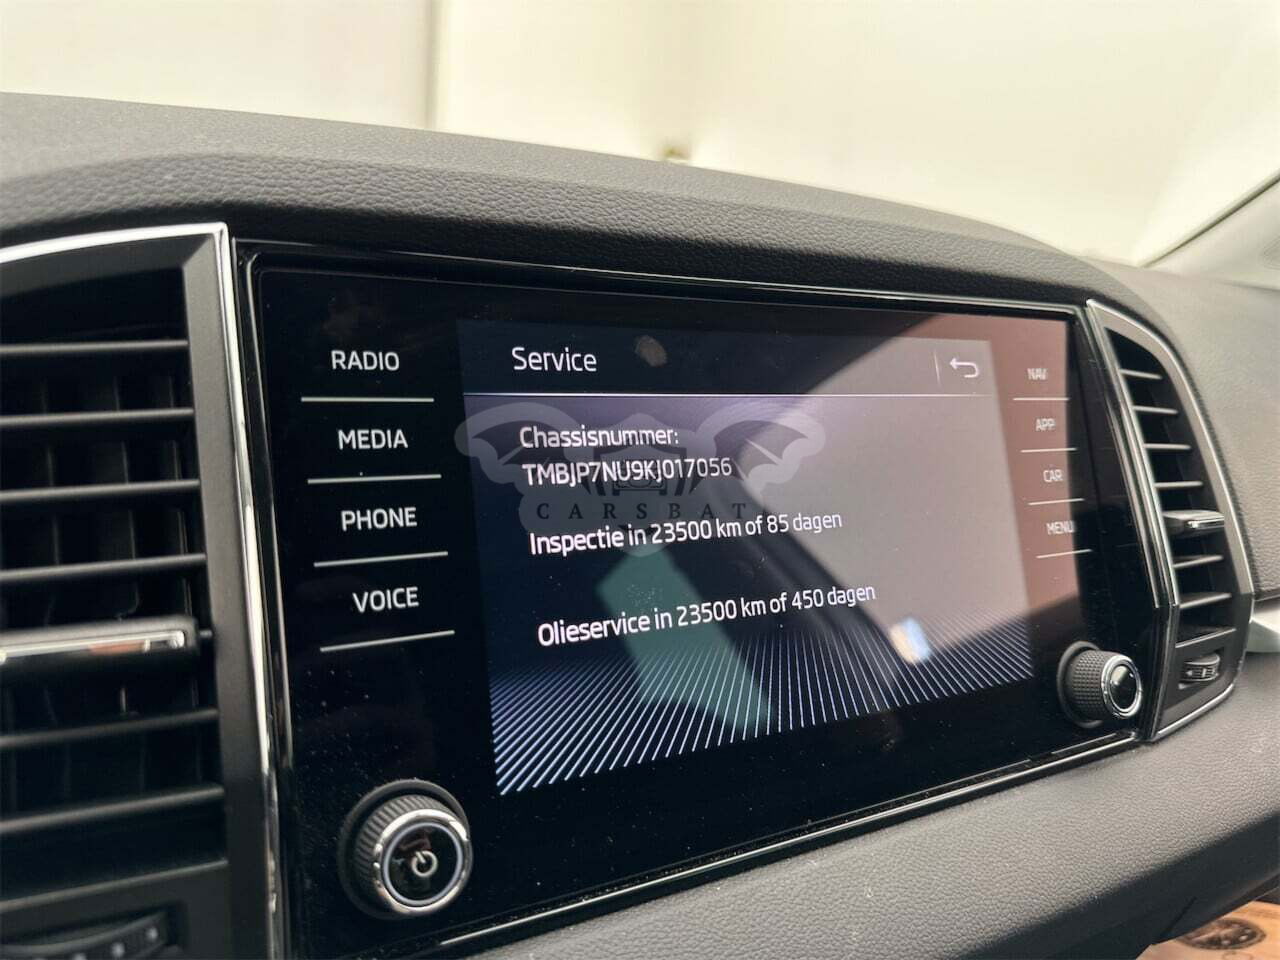 RADIO
MEDIA
PHONE
VOICE
Service
Chassisnummer:
TMBJP7NU9KJ017056
CARSBAT
Inspectie in 23500 km of 85 dagen
Olieservice in 23500 km of 450 dagen
NAV
APP
CAR
MENU